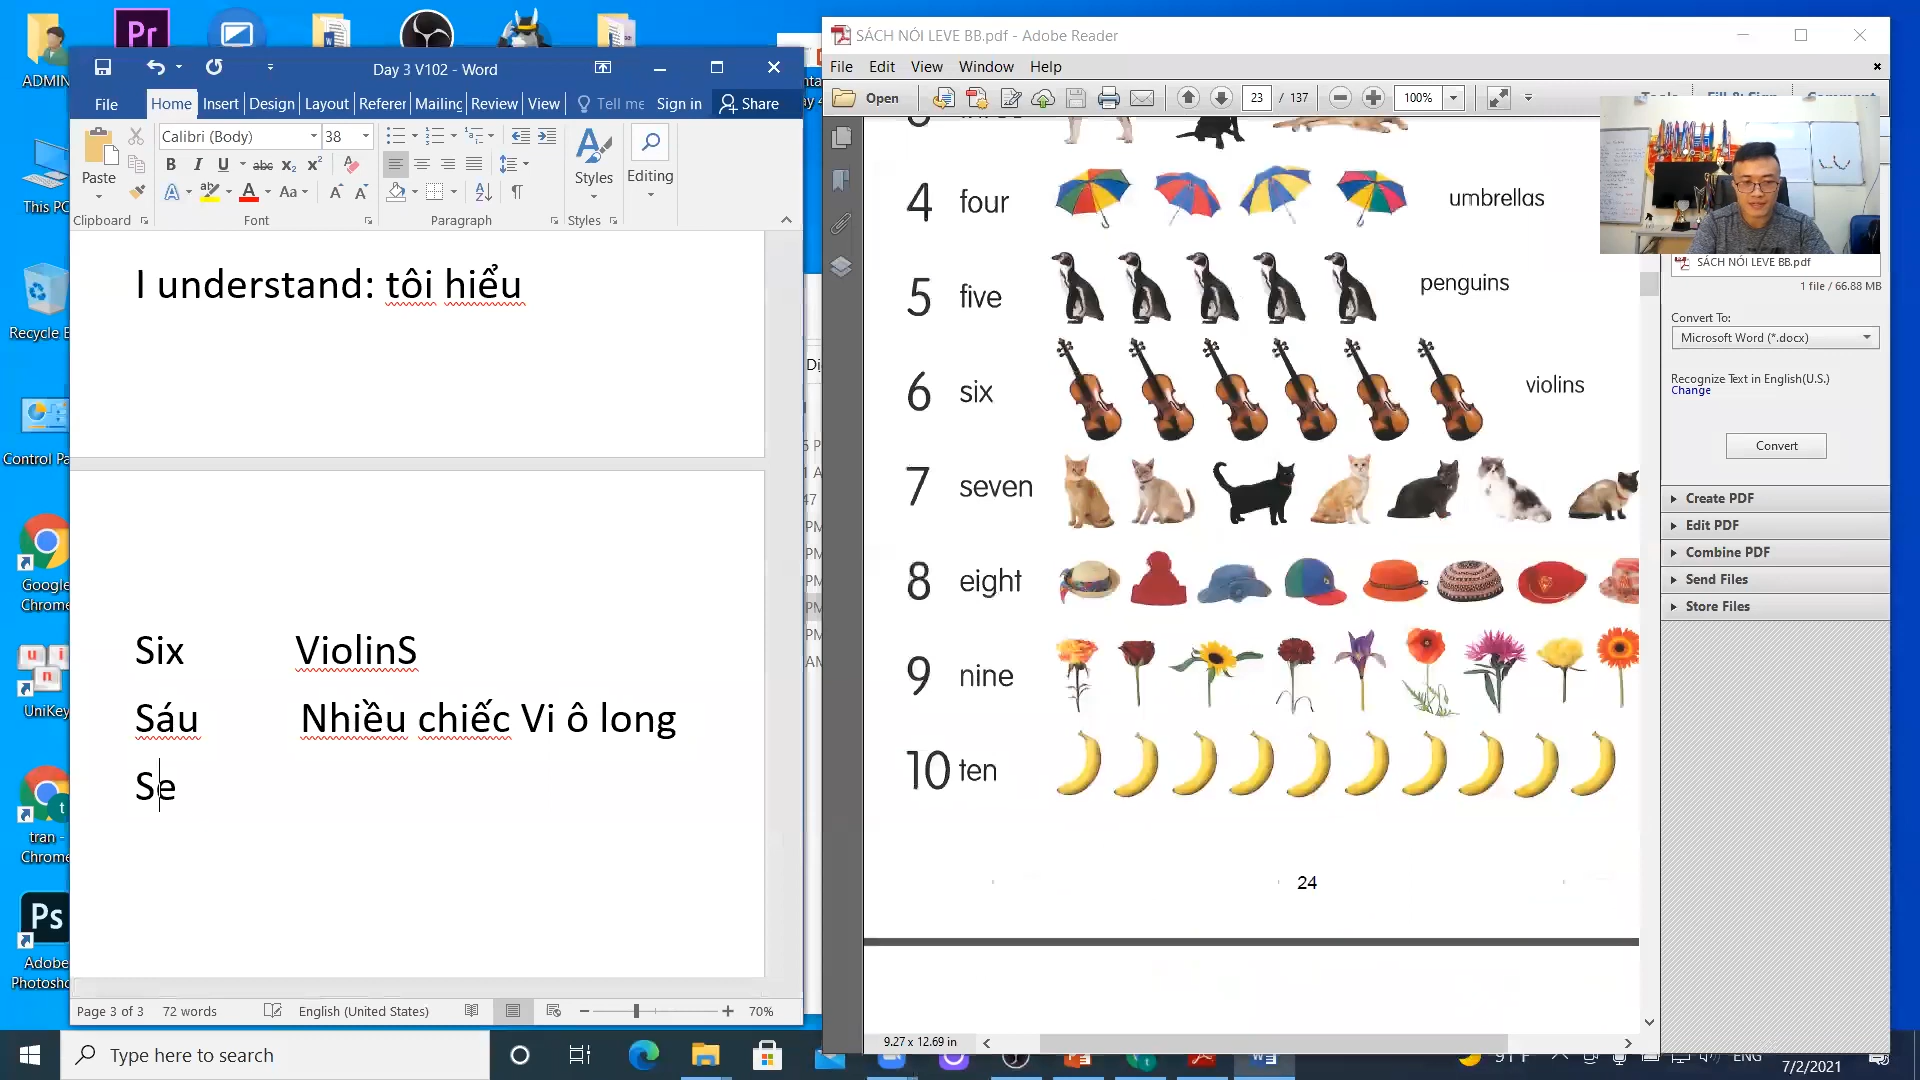 ADMIN
This PC
Recycle B
Control Pa
Google
Chrome
UniKey
tran -
Chrome
Adobe
Photosho
Day 3 V102 - Word
File Home Insert Design Layout Referer Mailing Review View Tell me Sign in Share
Calibri (Body) 38
Paste Styles Editing
Clipboard Font Paragraph Styles
I understand: tôi hiểu
Six ViolinS
Sáu Nhiều chiếc Vi ô long
Se
Page 3 of 3 72 words English (United States) 70%
SÁCH NÓI LEVE BB.pdf - Adobe Reader
File Edit View Window Help
Open 23 / 137 100%
4 four umbrellas
5 five penguins
6 six violins
7 seven
8 eight
9 nine
10 ten
24
9.27 x 12.69 in
SÁCH NÓI LEVE BB.pdf
1 file / 66.88 MB
Convert To:
Microsoft Word (*.docx)
Recognize Text in English(U.S.)
Change
Convert
Create PDF
Edit PDF
Combine PDF
Send Files
Store Files
Type here to search
91°F ENG
7/2/2021